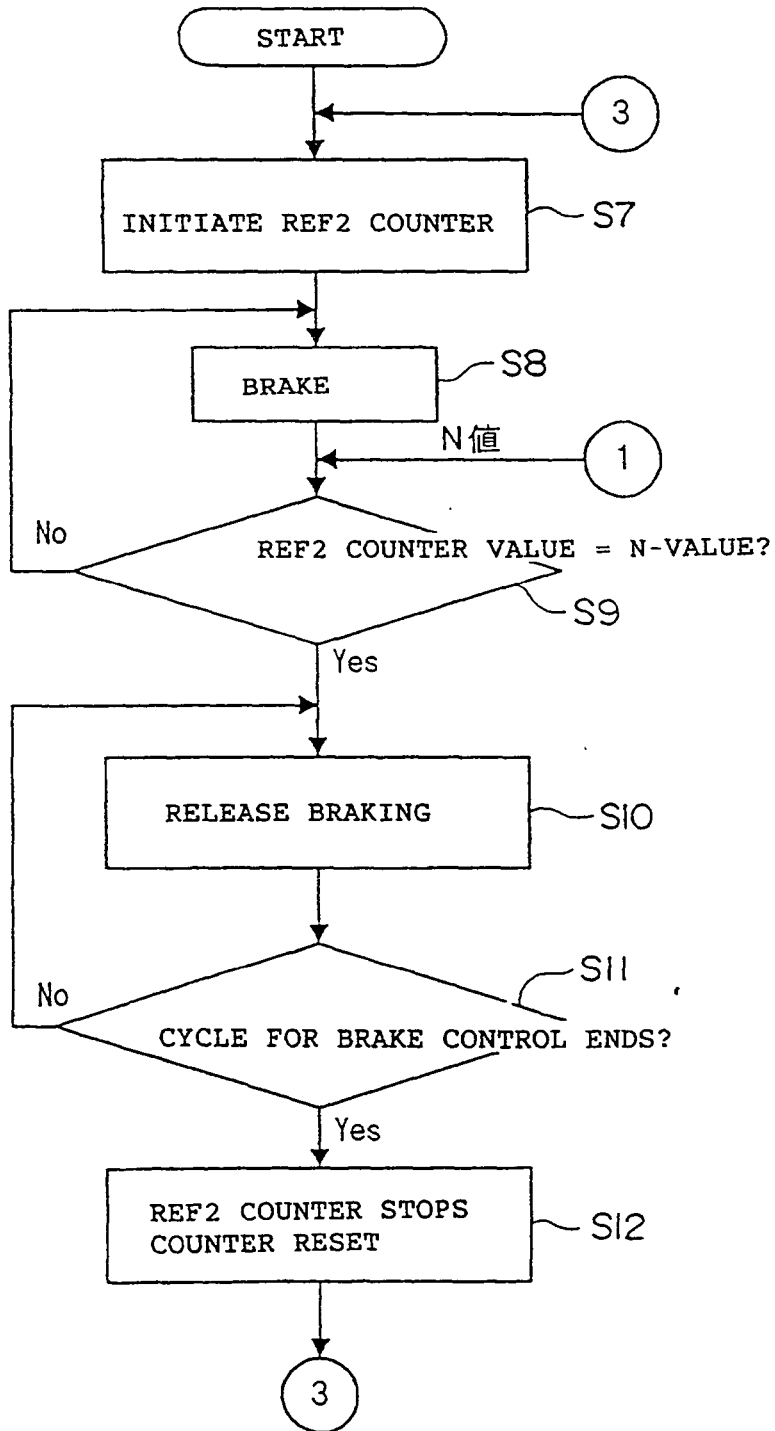 START
3
INITIATE REF2 COUNTER
S7
BRAKE
S8
N値
1
No
REF2 COUNTER VALUE = N-VALUE?
S9
Yes
RELEASE BRAKING
S10
S11
No
CYCLE FOR BRAKE CONTROL ENDS?
Yes
REF2 COUNTER STOPS
COUNTER RESET
S12
3